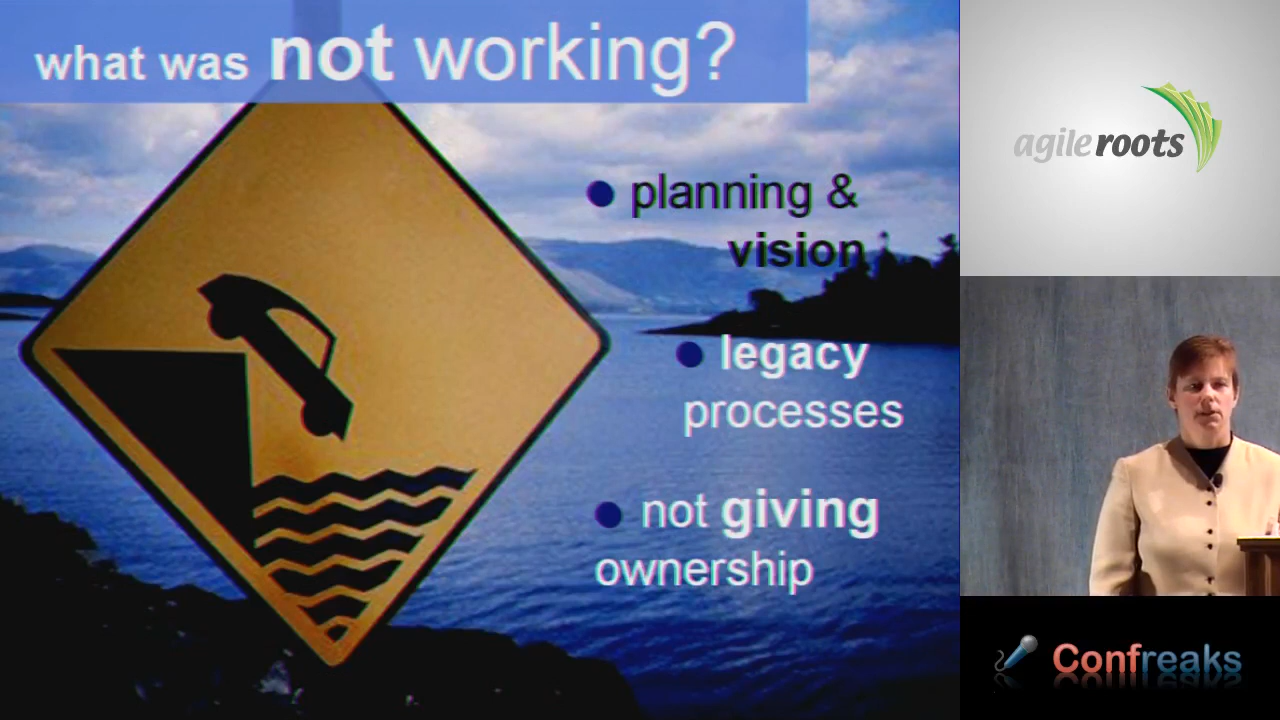 what was not working?
planning &
vision
legacy
processes
not giving
ownership
agile roots
Confreaks